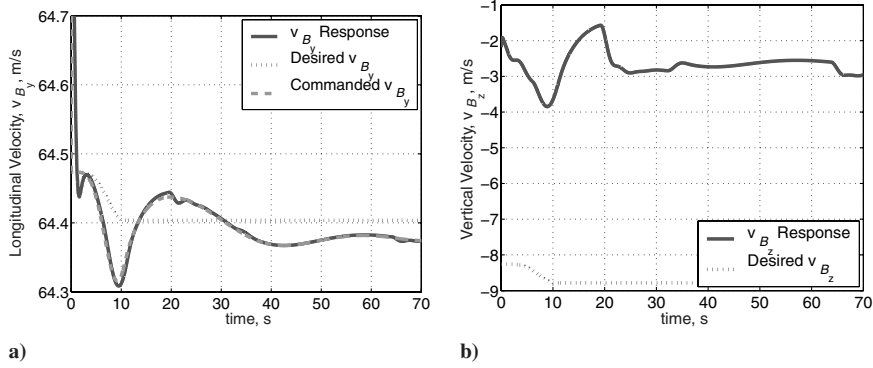 64.7
64.6
64.5
64.4
64.3
0 10 20 30 40 50 60 70
Longitudinal Velocity, v B y, m/s
time, s
v B y Response
Desired v B y
Commanded v B y
a)
−1
−2
−3
−4
−5
−6
−7
−8
−9
0 10 20 30 40 50 60 70
Vertical Velocity, v B z, m/s
time, s
v B z Response
Desired v B z
b)